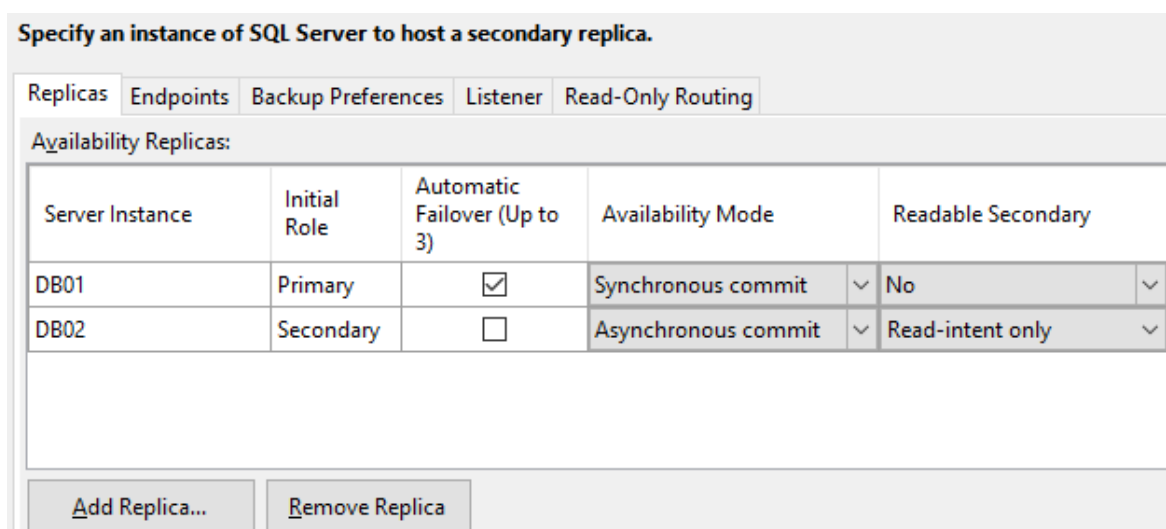 Specify an instance of SQL Server to host a secondary replica.
Replicas Endpoints Backup Preferences Listener Read-Only Routing
Availability Replicas:
Server Instance
Initial
Role
Automatic
Failover (Up to
3)
Availability Mode
Readable Secondary
DB01 Primary Synchronous commit No
DB02 Secondary Asynchronous commit Read-intent only
Add Replica... Remove Replica